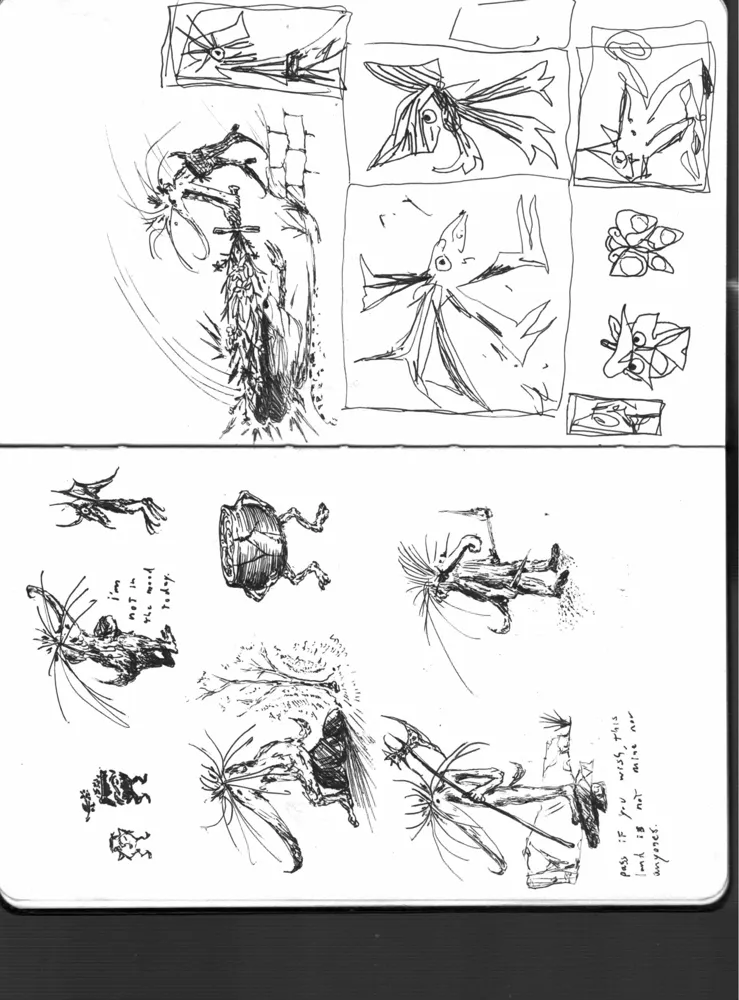 i'm
not in
the mood
today.
pass if you wish, this
land is not mine nor
anyones.